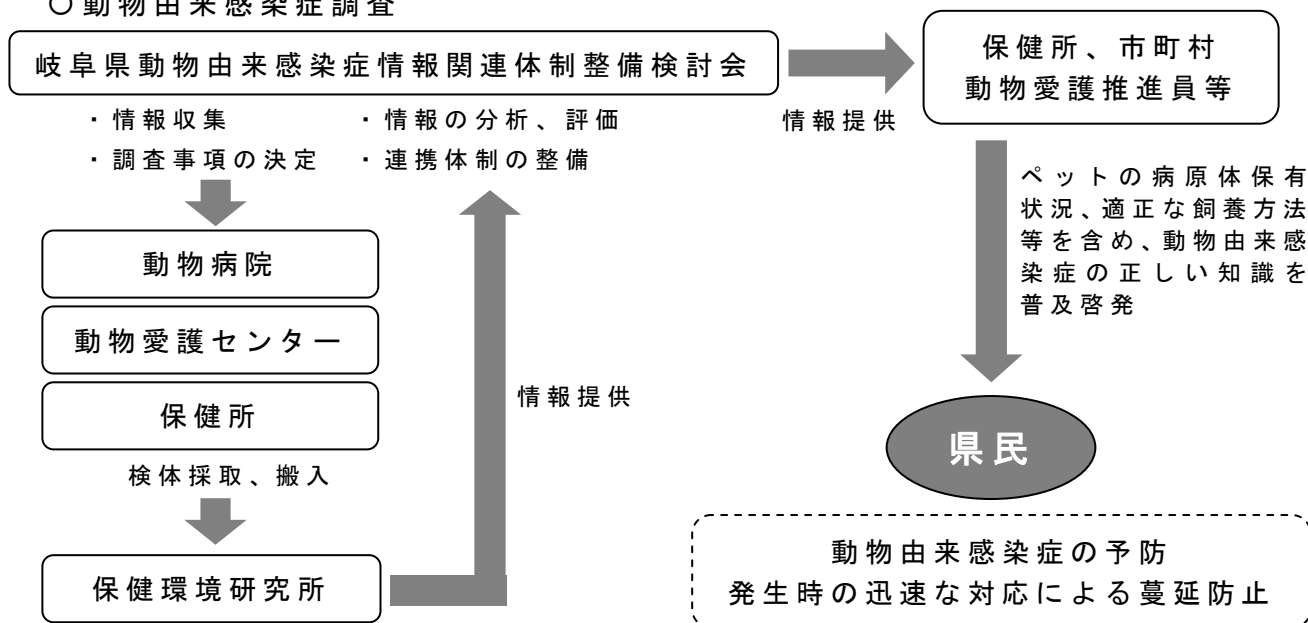 ○動物由来感染症調査
岐阜県動物由来感染症情報関連体制整備検討会
・情報収集
・情報の分析、評価
・調査事項の決定
・連携体制の整備
情報提供
保健所、市町村
動物愛護推進員等
ペットの病原体保有
状況、適正な飼養方法
等を含め、動物由来感
染症の正しい知識を
普及啓発
動物病院
動物愛護センター
保健所
検体採取、搬入
保健環境研究所
情報提供
県民
動物由来感染症の予防
発生時の迅速な対応による蔓延防止